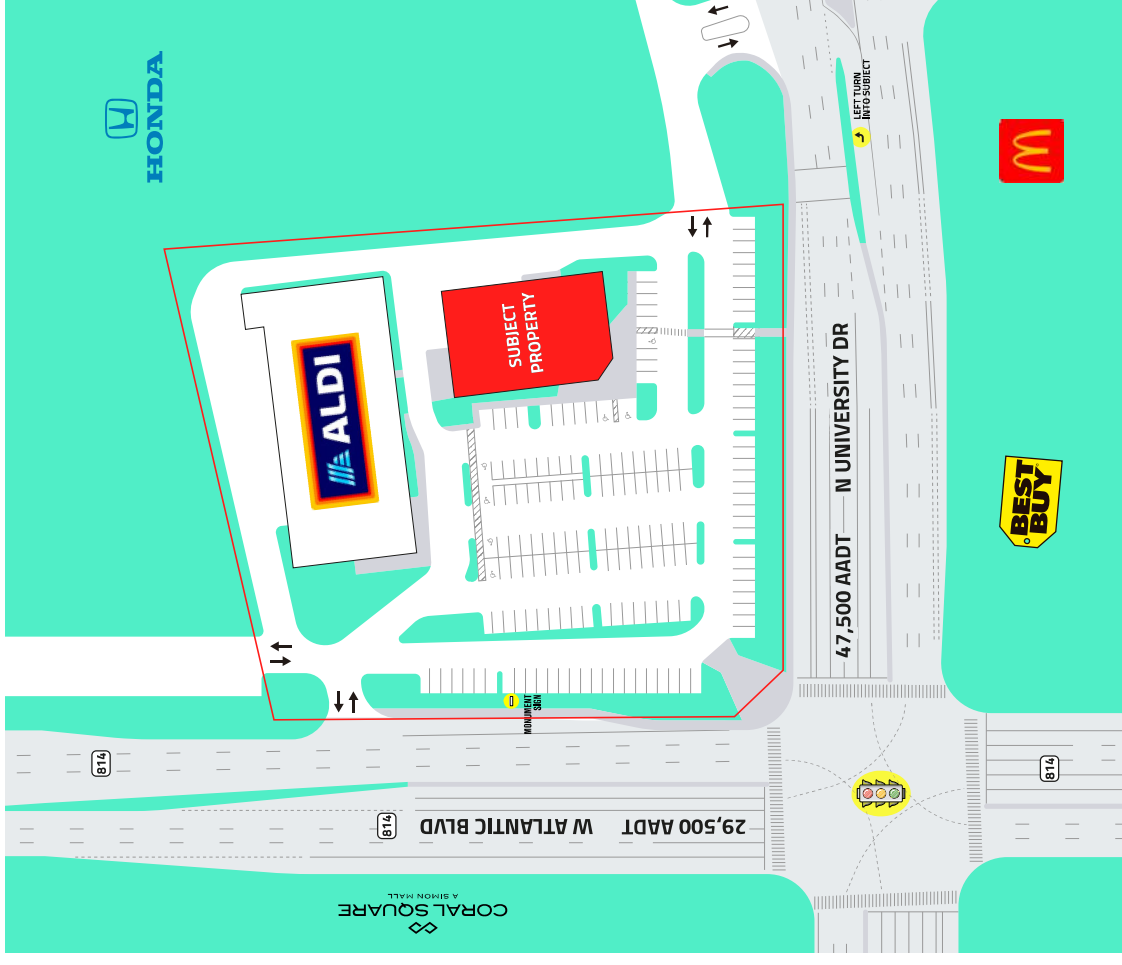 HONDA
LEFT TURN
INTO SUBJECT
M
SUBJECT
PROPERTY
ALDI
47,500 AADT
N UNIVERSITY DR
BEST
BUY
MONUMENT
SIGN
814
814
814
W ATLANTIC BLVD
29,500 AADT
CORAL SQUARE
A SIMON MALL